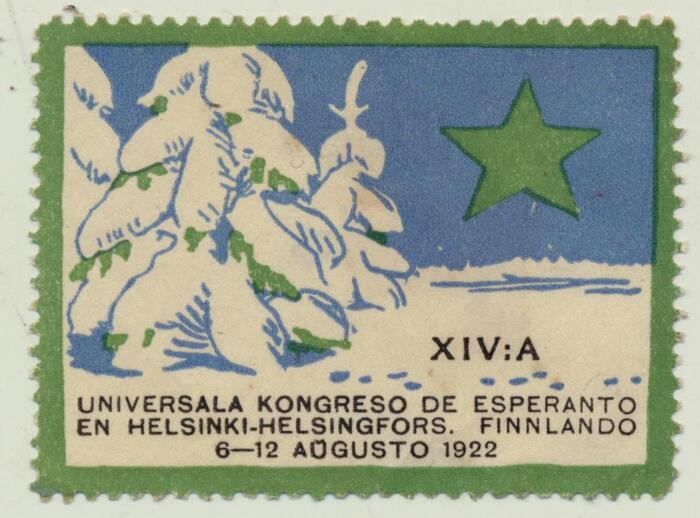 XIV:A
UNIVERSALA KONGRESO DE ESPERANTO
EN HELSINKI-HELSINGFORS. FINNLANDO
6—12 AŬGUSTO 1922